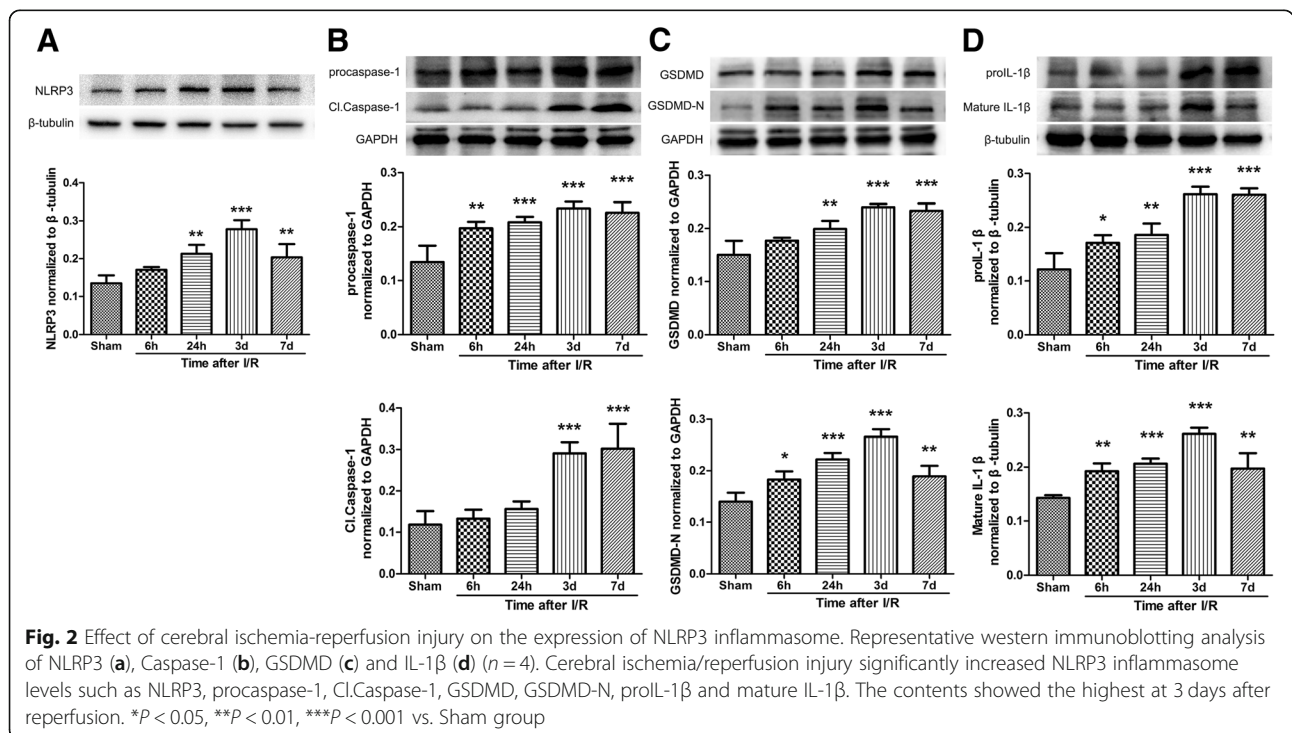 A
NLRP3
β-tubulin
NLRP3 normalized to β -tubulin
0.4
0.3
0.2
0.1
0.0
** *** **
Sham 6h 24h 3d 7d
Time after I/R
B
procaspase-1
Cl.Caspase-1
GAPDH
procaspase-1
normalized to GAPDH
0.4
0.3
0.2
0.1
0.0
** *** *** ***
Sham 6h 24h 3d 7d
Time after I/R
Cl.Caspase-1
normalized to GAPDH
0.4
0.3
0.2
0.1
0.0
*** ***
Sham 6h 24h 3d 7d
Time after I/R
C
GSDMD
GSDMD-N
GAPDH
GSDMD normalized to GAPDH
0.4
0.3
0.2
0.1
0.0
** *** ***
Sham 6h 24h 3d 7d
Time after I/R
GSDMD-N normalized to GAPDH
0.4
0.3
0.2
0.1
0.0
* *** *** **
Sham 6h 24h 3d 7d
Time after I/R
D
proIL-1β
Mature IL-1β
β-tubulin
proIL-1 β
normalized to β -tubulin
0.4
0.3
0.2
0.1
0.0
* ** *** ***
Sham 6h 24h 3d 7d
Time after I/R
Mature IL-1 β
normalized to β -tubulin
0.4
0.3
0.2
0.1
0.0
** *** *** **
Sham 6h 24h 3d 7d
Time after I/R
Fig. 2 Effect of cerebral ischemia-reperfusion injury on the expression of NLRP3 inflammasome. Representative western immunoblotting analysis
of NLRP3 (a), Caspase-1 (b), GSDMD (c) and IL-1β (d) (n = 4). Cerebral ischemia/reperfusion injury significantly increased NLRP3 inflammasome
levels such as NLRP3, procaspase-1, Cl.Caspase-1, GSDMD, GSDMD-N, proIL-1β and mature IL-1β. The contents showed the highest at 3 days after
reperfusion. *P < 0.05, **P < 0.01, ***P < 0.001 vs. Sham group